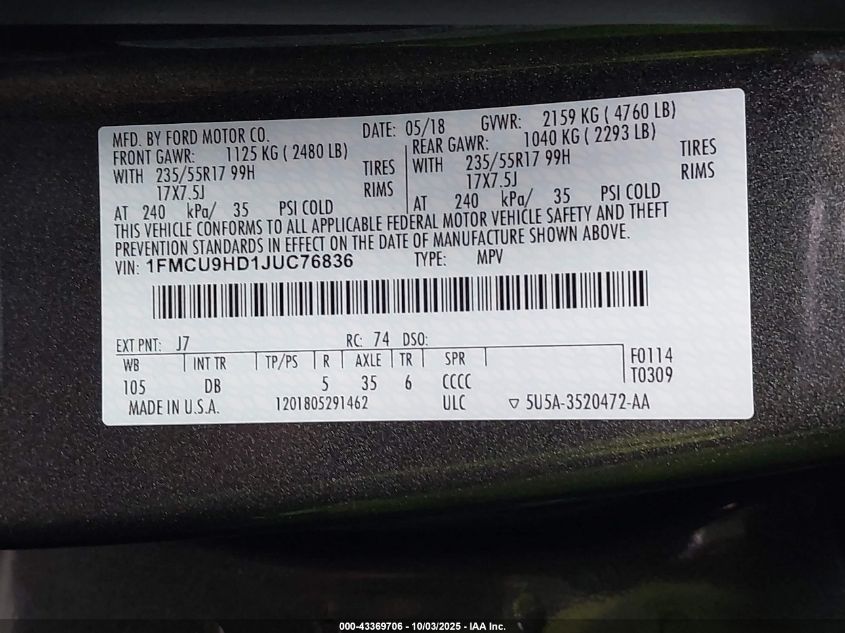 MFD. BY FORD MOTOR CO. DATE: 05/18 GVWR: 2159 KG ( 4760 LB)
FRONT GAWR: 1125 KG ( 2480 LB) REAR GAWR: 1040 KG ( 2293 LB)
WITH 235/55R17 99H TIRES WITH 235/55R17 99H TIRES
17X7.5J RIMS 17X7.5J RIMS
AT 240 kPa/ 35 PSI COLD AT 240 kPa/ 35 PSI COLD
THIS VEHICLE CONFORMS TO ALL APPLICABLE FEDERAL MOTOR VEHICLE SAFETY AND THEFT
PREVENTION STANDARDS IN EFFECT ON THE DATE OF MANUFACTURE SHOWN ABOVE.
VIN: 1FMCU9HD1JUC76836 TYPE: MPV
EXT PNT: J7 RC: 74 DSO:
WB INT TR TP/PS R AXLE TR SPR F0114
105 DB 5 35 6 CCCC T0309
MADE IN U.S.A. 1201805291462 ULC ▽ 5U5A-3520472-AA
000-43369706 - 10/03/2025 - IAA Inc.